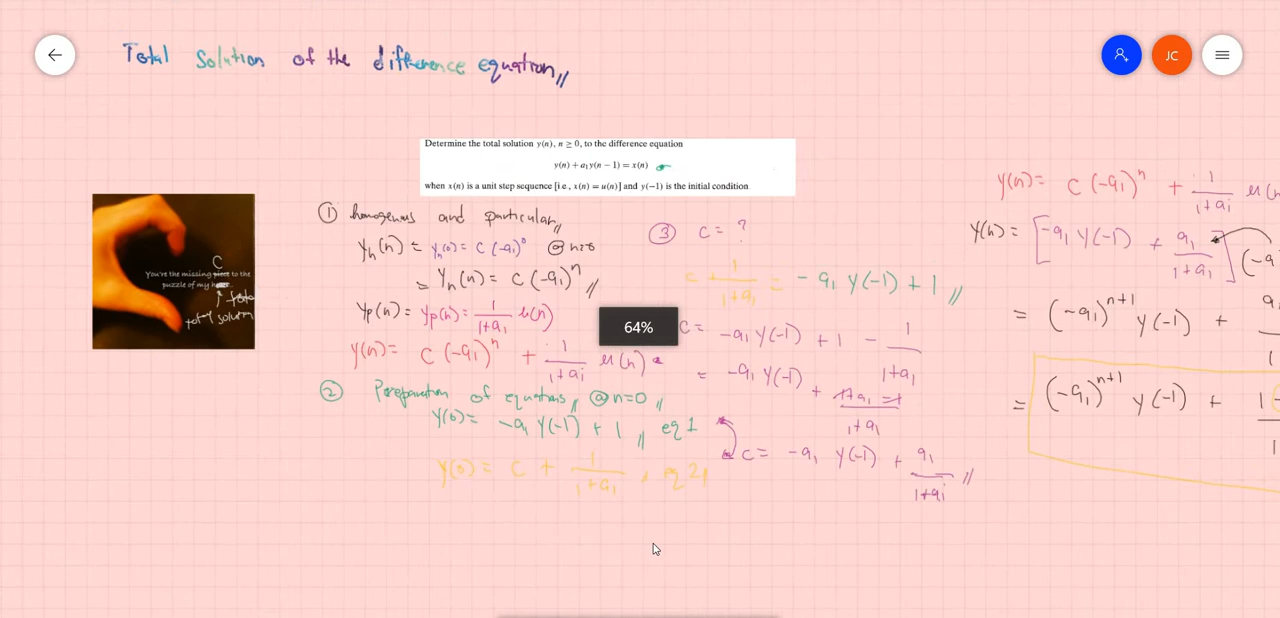 Total Solution of the difference equation //
JC
Determine the total solution y(n), n ≥ 0, to the difference equation
y(n) + a₁y(n − 1) = x(n)
when x(n) is a unit step sequence [i.e., x(n) = u(n)] and y(−1) is the initial condition
You're the missing piece to the
C
puzzle of my
total solution
① homogenus and particular //
Yh(n) = yh(0) = C (-a₁)⁰ @ n=0
= Yh(n) = C (-a₁)ⁿ //
Yp(n) = Yp(n) = 1/(1+a₁) u(n)
Y(n) = C (-a₁)ⁿ + 1/(1+a₁) u(n)
② Preparation of equations // @ n=0 //
Y(0) = -a₁ Y(-1) + 1 // eq 1
Y(0) = C + 1/(1+a₁) , eq 2 //
③ C = ?
C + 1/(1+a₁) = -a₁ Y(-1) + 1 //
64%
C = -a₁ Y(-1) + 1 - 1/(1+a₁)
= -a₁ Y(-1) + (1+a₁ -1)/(1+a₁)
C = -a₁ Y(-1) + a₁/(1+a₁) //
Y(n) = C (-a₁)ⁿ + 1/(1+a₁) u(n
Y(n) = [-a₁ Y(-1) + a₁/(1+a₁)] (-a
= (-a₁)ⁿ⁺¹ Y(-1) +
= (-a₁)ⁿ⁺¹ Y(-1) +